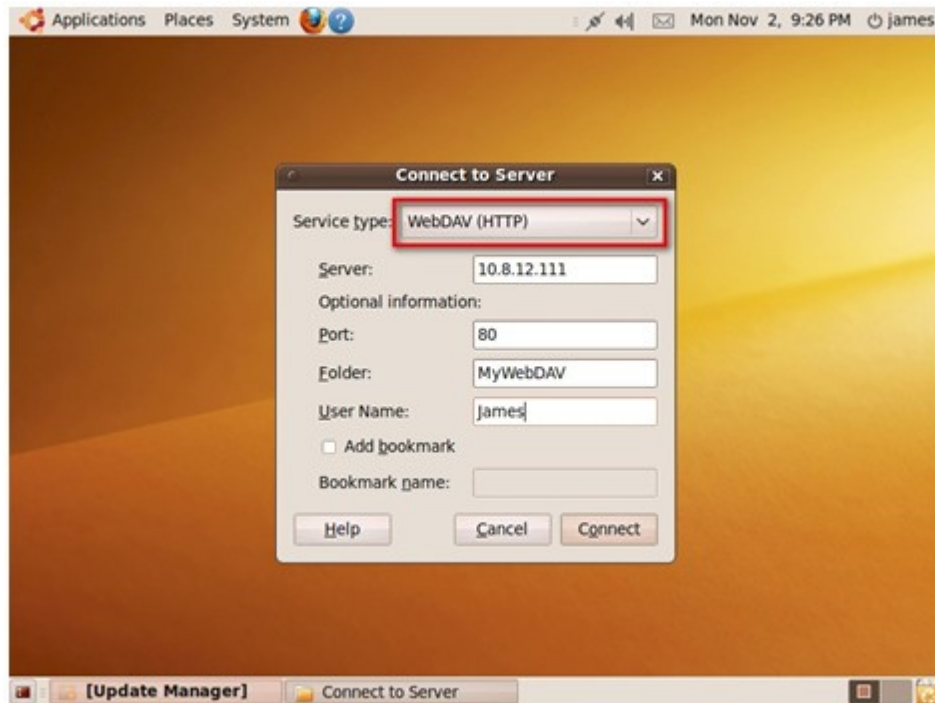 Applications Places System Mon Nov 2, 9:26 PM james
Connect to Server
Service type: WebDAV (HTTP)
Server: 10.8.12.111
Optional information:
Port: 80
Folder: MyWebDAV
User Name: James
Add bookmark
Bookmark name:
Help Cancel Connect
[Update Manager] Connect to Server